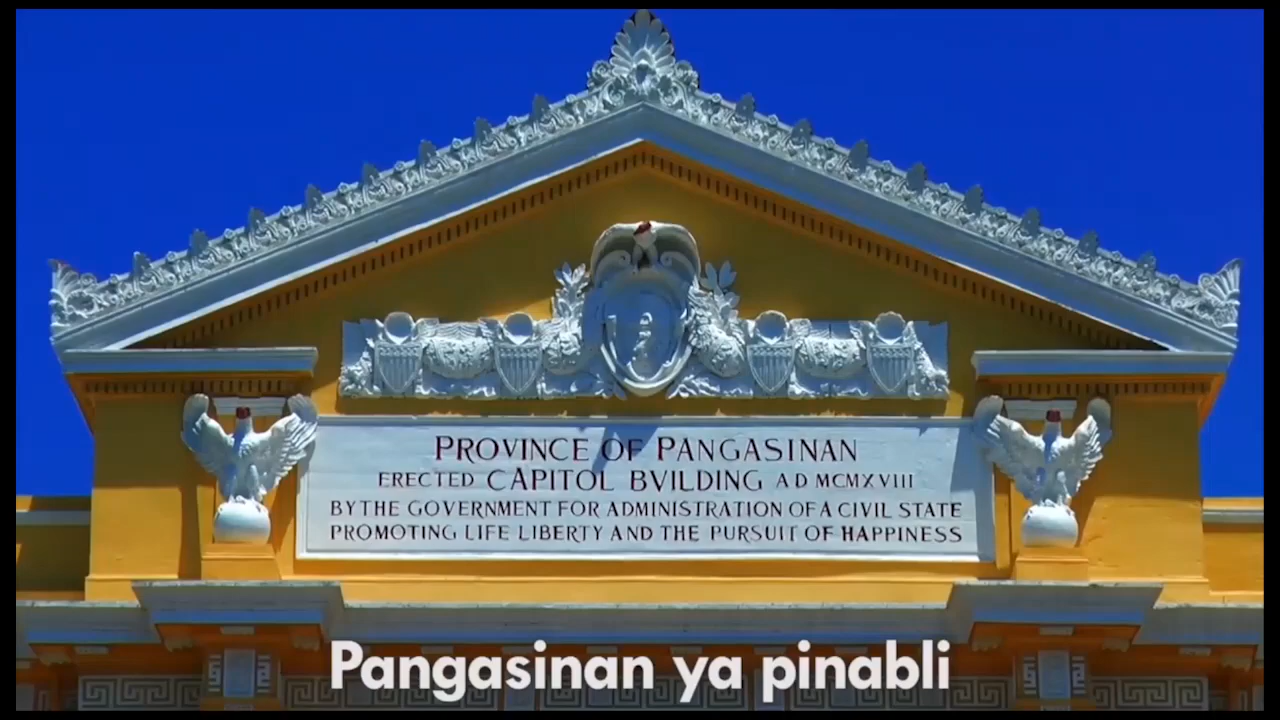 PROVINCE OF PANGASINAN
ERECTED CAPITOL BVILDING A D MCMXVIII
BY THE GOVERNMENT FOR ADMINISTRATION OF A CIVIL STATE
PROMOTING LIFE LIBERTY AND THE PURSUIT OF HAPPINESS
Pangasinan ya pinabli